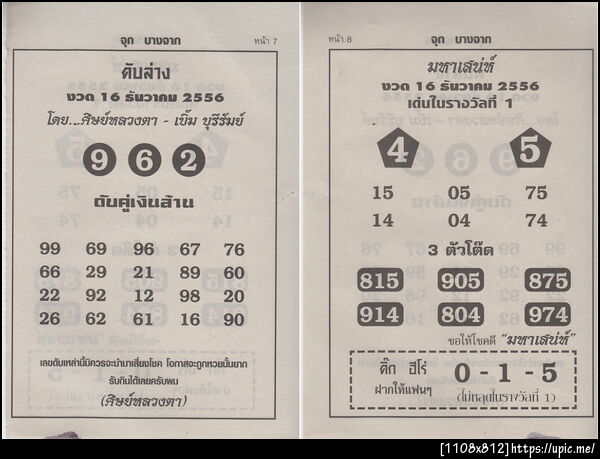 จุก บางจาก
หน้า 7
ดับล่าง
งวด 16 ธันวาคม 2556
โดย...ศิษย์หลวงตา - เบิ้ม บุรีรัมย์
9 6 2
ดับคู่เงินล้าน
99 69 96 67 76
66 29 21 89 60
22 92 12 98 20
26 62 61 16 90
เลขดับเหล่านี้มิควรจะนำมาเสี่ยงโชค โอกาสจะถูกหวยนั้นยาก
รับกินได้เลยครับผม
(ศิษย์หลวงตา)
จุก บางจาก
หน้า 8
มหาเสน่ห์
งวด 16 ธันวาคม 2556
เด่นในรางวัลที่ 1
4 5
15 05 75
14 04 74
3 ตัวโต๊ด
815 905 875
914 804 974
ขอให้โชคดี "มหาเสน่ห์"
ติ๊ก ฮีโร่
ฝากให้แฟนๆ
0 - 1 - 5
(ไม่หลุดในรางวัลที่ 1)
[1108x812]https://upic.me/